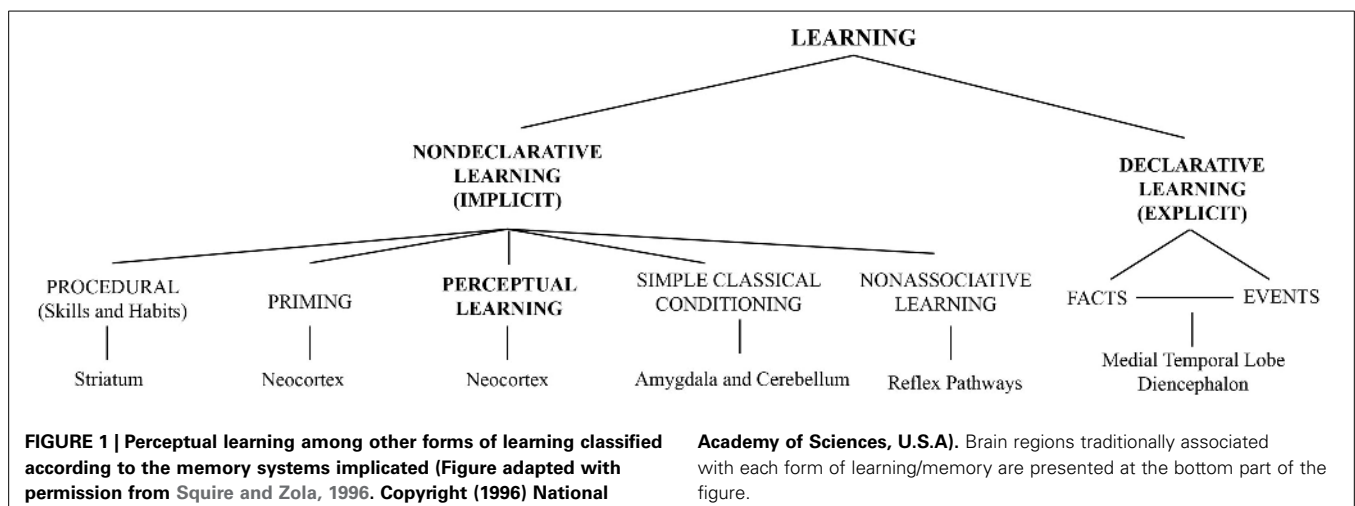 LEARNING
NONDECLARATIVE
LEARNING
(IMPLICIT)
DECLARATIVE
LEARNING
(EXPLICIT)
PROCEDURAL
(Skills and Habits)
PRIMING
PERCEPTUAL
LEARNING
SIMPLE CLASSICAL
CONDITIONING
NONASSOCIATIVE
LEARNING
FACTS
EVENTS
Striatum
Neocortex
Neocortex
Amygdala and Cerebellum
Reflex Pathways
Medial Temporal Lobe
Diencephalon
FIGURE 1 | Perceptual learning among other forms of learning classified
according to the memory systems implicated (Figure adapted with
permission from Squire and Zola, 1996. Copyright (1996) National
Academy of Sciences, U.S.A). Brain regions traditionally associated
with each form of learning/memory are presented at the bottom part of the
figure.